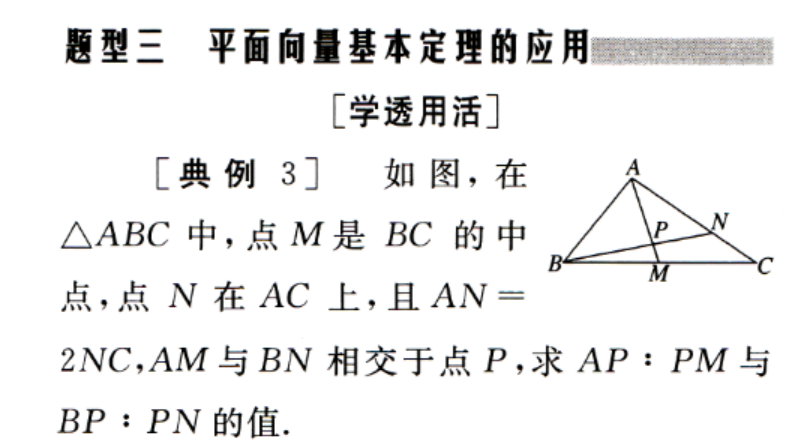 题型三 平面向量基本定理的应用
[学透用活]
[典例 3] 如图，在
△ABC 中，点 M 是 BC 的中
点，点 N 在 AC 上，且 AN＝
2NC，AM 与 BN 相交于点 P，求 AP∶PM 与
BP∶PN 的值.
A
N
P
B
M
C